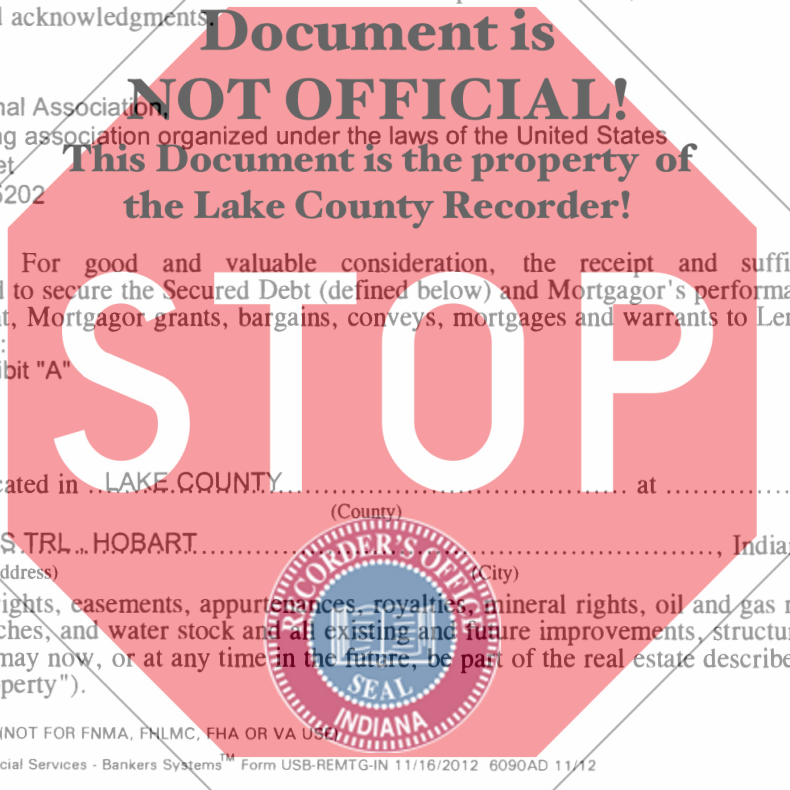 d acknowledgments.
Document is
NOT OFFICIAL!
nal Association,
ng association organized under the laws of the United States
et
This Document is the property of
5202
the Lake County Recorder!
For good and valuable consideration, the receipt and suffi
d to secure the Secured Debt (defined below) and Mortgagor's performa
nt, Mortgagor grants, bargains, conveys, mortgages and warrants to Len
:
ibit "A"
STOP
cated in ..LAKE COUNTY.................................................. at ................
(County)
S TRL , HOBART........................................................................, Indian
ddress)
(City)
RECORDER'S OFFICE
ights, easements, appurtenances, royalties, mineral rights, oil and gas r
ches, and water stock and all existing and future improvements, structur
may now, or at any time in the future, be part of the real estate describe
perty").
SEAL
INDIANA
(NOT FOR FNMA, FHLMC, FHA OR VA USE)
cial Services - Bankers Systems™ Form USB-REMTG-IN 11/16/2012 6090AD 11/12